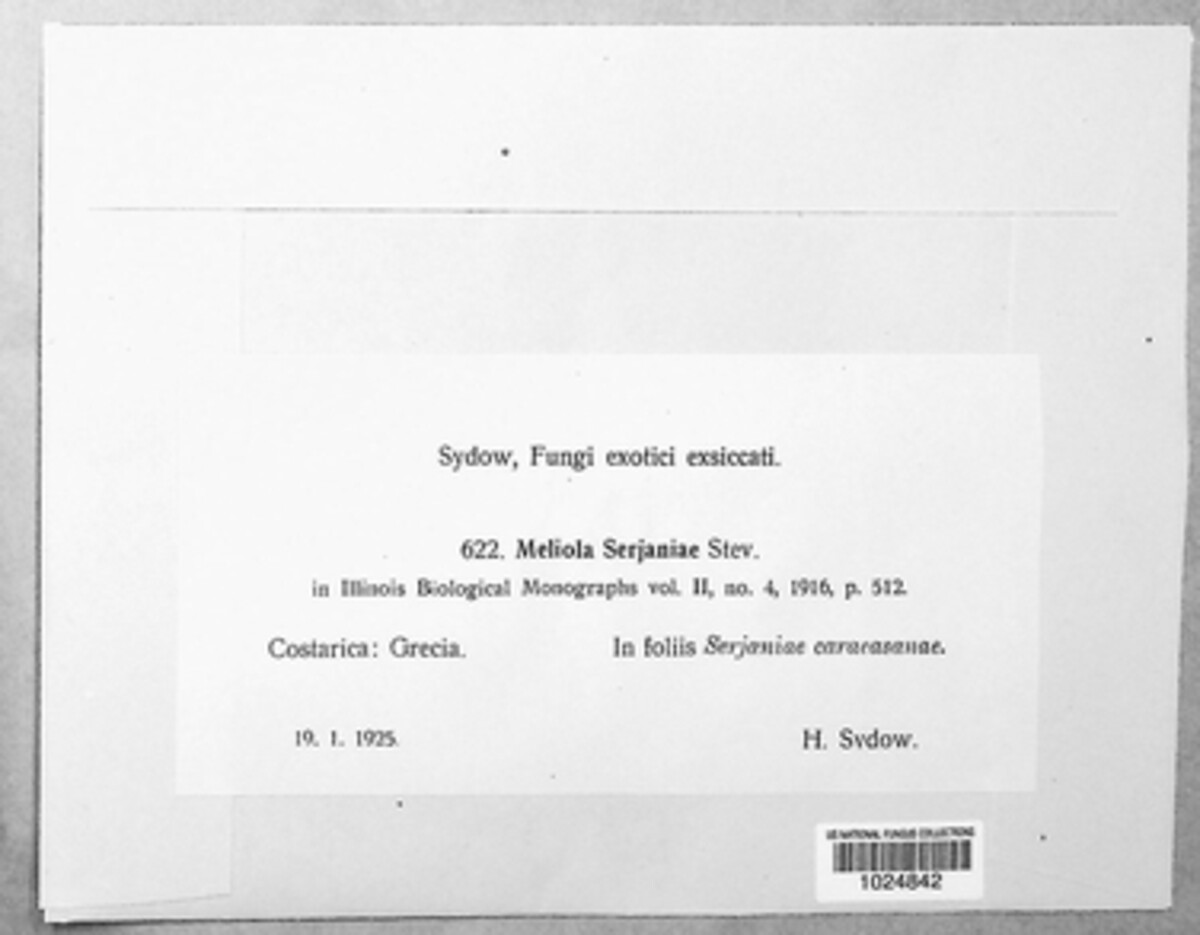 Sydow, Fungi exotici exsiccati.
622. Meliola Serjaniae Stev.
in Illinois Biological Monographs vol. II, no. 4, 1916, p. 512.
Costarica: Grecia. In foliis Serjaniae caracasanae.
19. 1. 1925. H. Sydow.
US NATIONAL FUNGUS COLLECTIONS
1024842